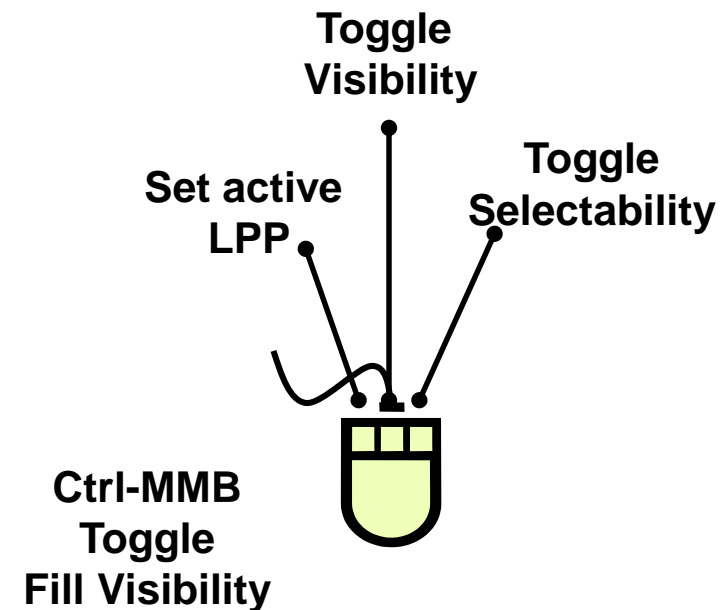 Toggle
Visibility
Toggle
Selectability
Set active
LPP
Ctrl-MMB
Toggle
Fill Visibility